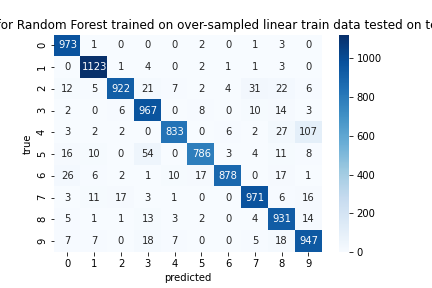 for Random Forest trained on over-sampled linear train data tested on te
0 973 1 0 0 0 2 0 1 3 0
1 0 1123 1 4 0 2 1 1 3 0
2 12 5 922 21 7 2 4 31 22 6
3 2 0 6 967 0 8 0 10 14 3
4 3 2 2 0 833 0 6 2 27 107
5 16 10 0 54 0 786 3 4 11 8
6 26 6 2 1 10 17 878 0 17 1
7 3 11 17 3 1 0 0 971 6 16
8 5 1 1 13 3 2 0 4 931 14
9 7 7 0 18 7 0 0 5 18 947
0 1 2 3 4 5 6 7 8 9
true
predicted
1000
800
600
400
200
0